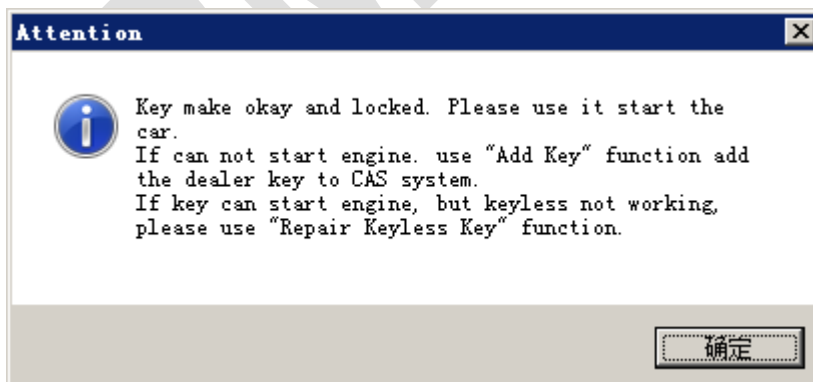 Attention
Key make okay and locked. Please use it start the
car.
If can not start engine. use "Add Key" function add
the dealer key to CAS system.
If key can start engine, but keyless not working,
please use "Repair Keyless Key" function.
确定